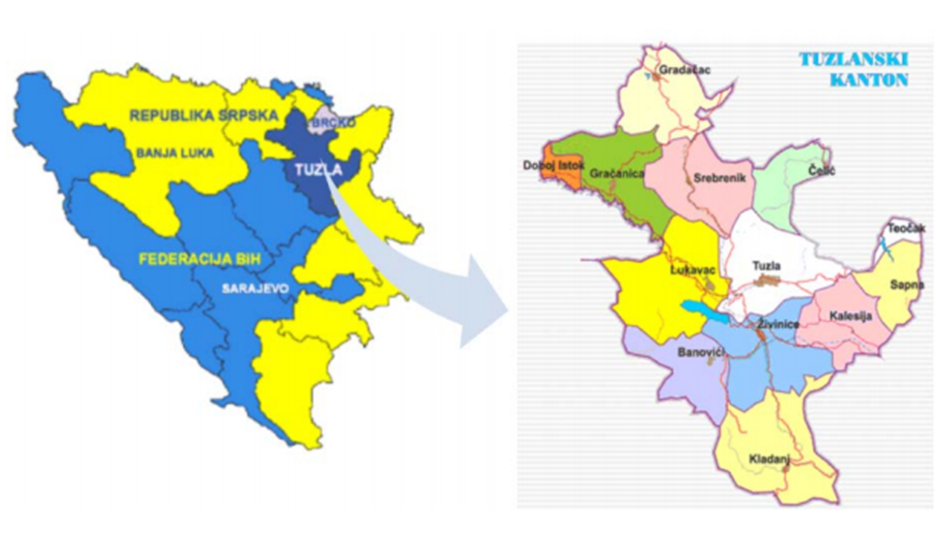 REPUBLIKA SRPSKA
BRCKO
BANJA LUKA
TUZLA
FEDERACIJA BiH
SARAJEVO
TUZLANSKI
KANTON
Gradačac
Doboj Istok
Gračanica
Srebrenik
Čelić
Teočak
Lukavac
Tuzla
Sapna
Živinice
Kalesija
Banovići
Kladanj